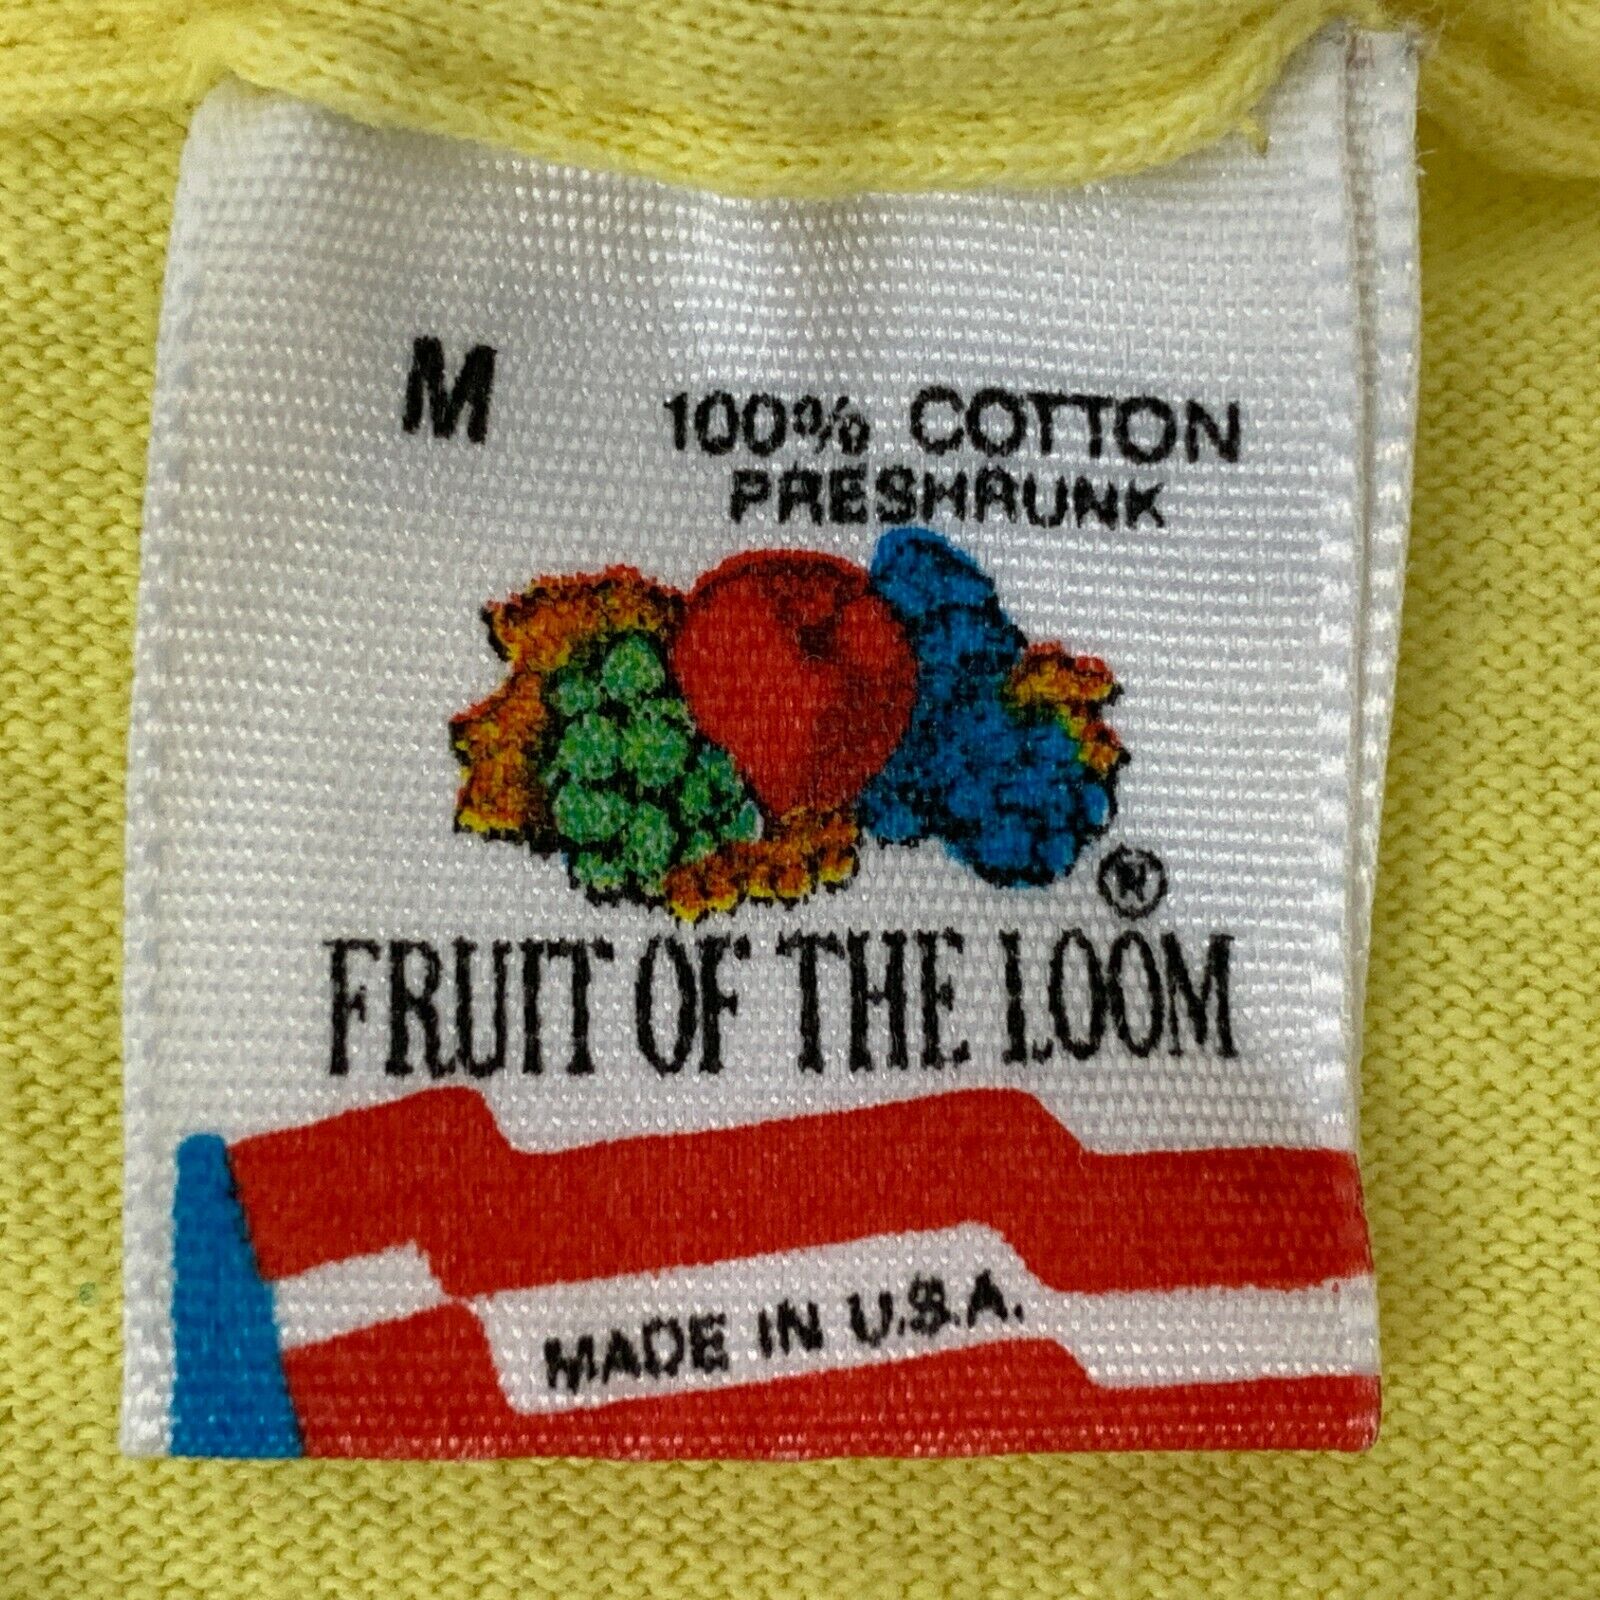 M
100% COTTON
PRESHRUNK
®
FRUIT OF THE LOOM
MADE IN U.S.A.